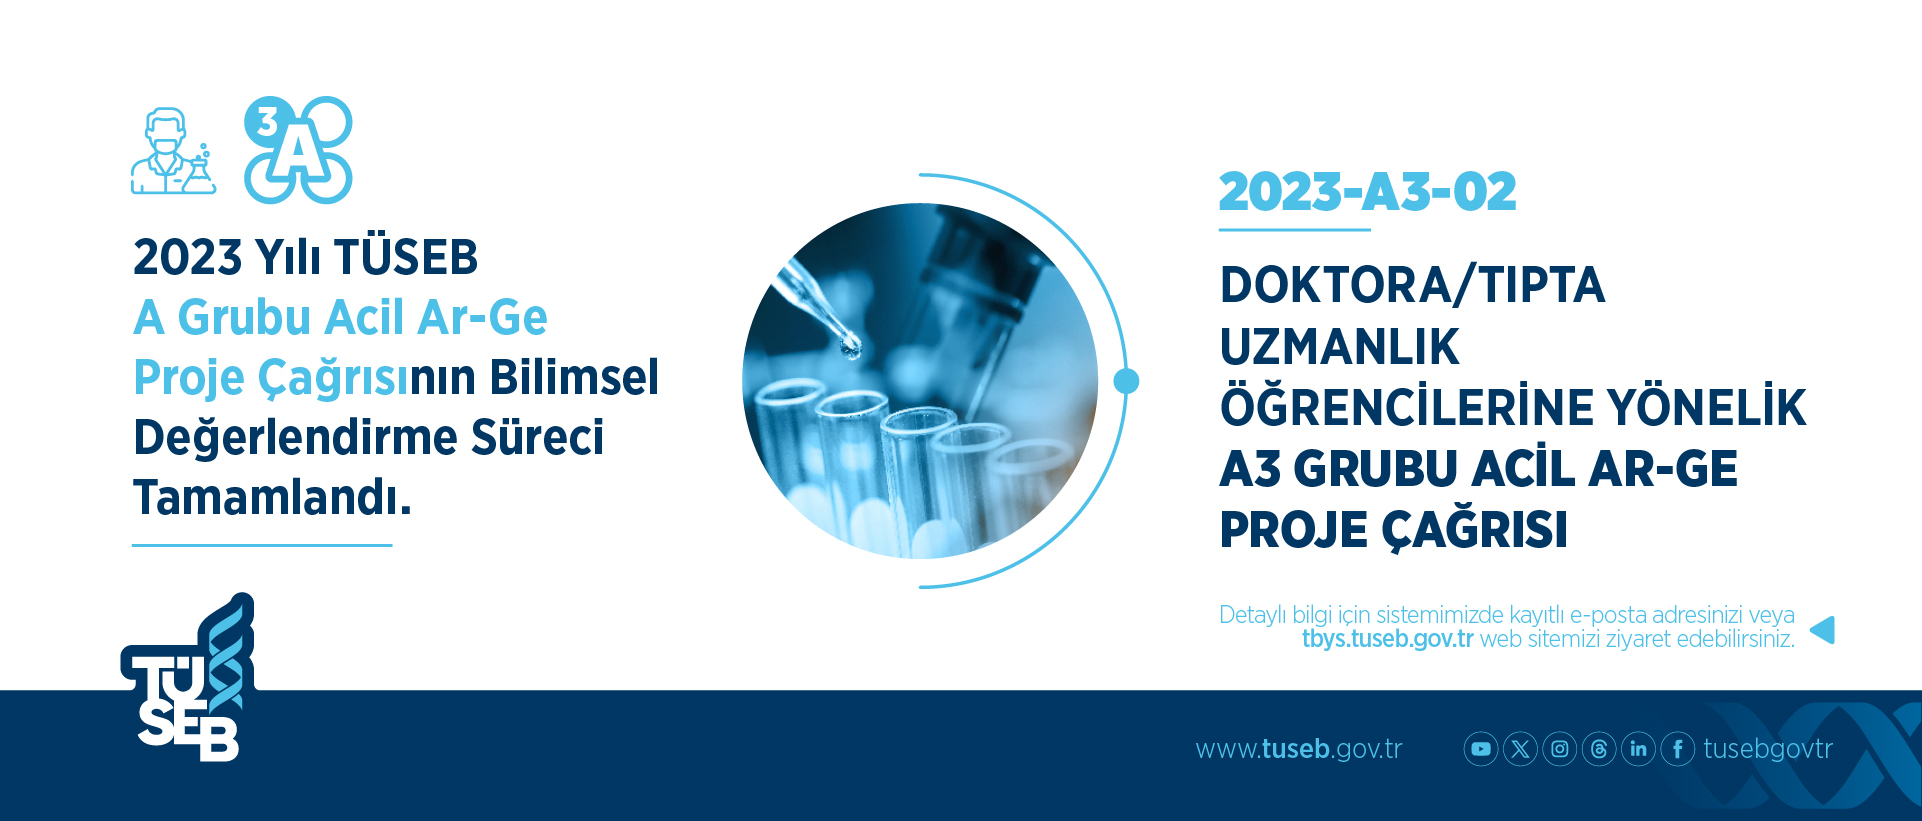 3
A
2023 Yılı TÜSEB
A Grubu Acil Ar-Ge
Proje Çağrısının Bilimsel
Değerlendirme Süreci
Tamamlandı.
TÜ
SEB
2023-A3-02
DOKTORA/TIPTA
UZMANLIK
ÖĞRENCİLERİNE YÖNELİK
A3 GRUBU ACİL AR-GE
PROJE ÇAĞRISI
Detaylı bilgi için sistemimizde kayıtlı e-posta adresinizi veya
tbys.tuseb.gov.tr web sitemizi ziyaret edebilirsiniz.
www.tuseb.gov.tr
tusebgovtr